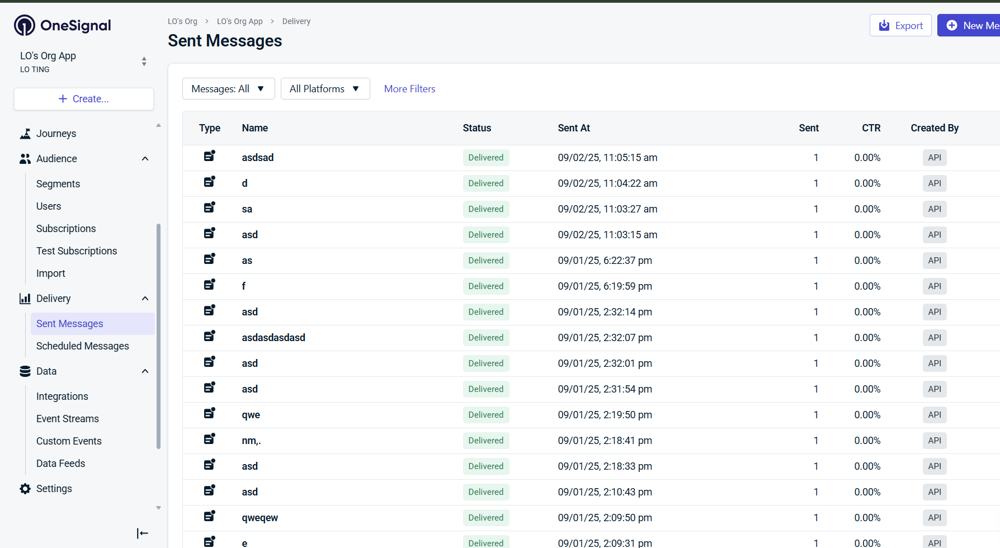 OneSignal
LO's Org App
LO TING
Create...
Journeys
Audience
Segments
Users
Subscriptions
Test Subscriptions
Import
Delivery
Sent Messages
Scheduled Messages
Data
Integrations
Event Streams
Custom Events
Data Feeds
Settings
LO's Org > LO's Org App > Delivery
Sent Messages
Export
New Me
Messages: All ▼ All Platforms ▼ More Filters
Type Name Status Sent At Sent CTR Created By
asdsad Delivered 09/02/25, 11:05:15 am 1 0.00% API
d Delivered 09/02/25, 11:04:22 am 1 0.00% API
sa Delivered 09/02/25, 11:03:27 am 1 0.00% API
asd Delivered 09/02/25, 11:03:15 am 1 0.00% API
as Delivered 09/01/25, 6:22:37 pm 1 0.00% API
f Delivered 09/01/25, 6:19:59 pm 1 0.00% API
asd Delivered 09/01/25, 2:32:14 pm 1 0.00% API
asdasdasdasd Delivered 09/01/25, 2:32:07 pm 1 0.00% API
asd Delivered 09/01/25, 2:32:01 pm 1 0.00% API
asd Delivered 09/01/25, 2:31:54 pm 1 0.00% API
qwe Delivered 09/01/25, 2:19:50 pm 1 0.00% API
nm,. Delivered 09/01/25, 2:18:41 pm 1 0.00% API
asd Delivered 09/01/25, 2:18:33 pm 1 0.00% API
asd Delivered 09/01/25, 2:10:43 pm 1 0.00% API
qweqew Delivered 09/01/25, 2:09:50 pm 1 0.00% API
e Delivered 09/01/25, 2:09:31 pm 1 0.00% API